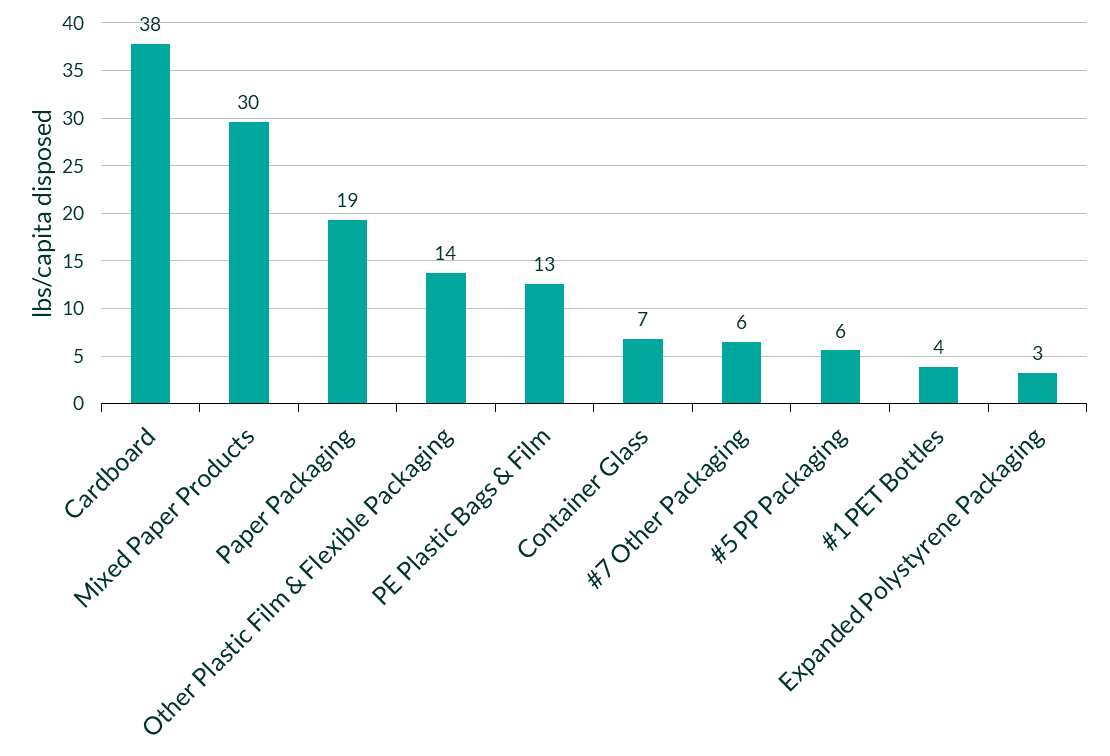 lbs/capita disposed
40
35
30
25
20
15
10
5
0
38
30
19
14
13
7
6
6
4
3
Cardboard
Mixed Paper Products
Paper Packaging
Other Plastic Film & Flexible Packaging
PE Plastic Bags & Film
Container Glass
#7 Other Packaging
#5 PP Packaging
#1 PET Bottles
Expanded Polystyrene Packaging